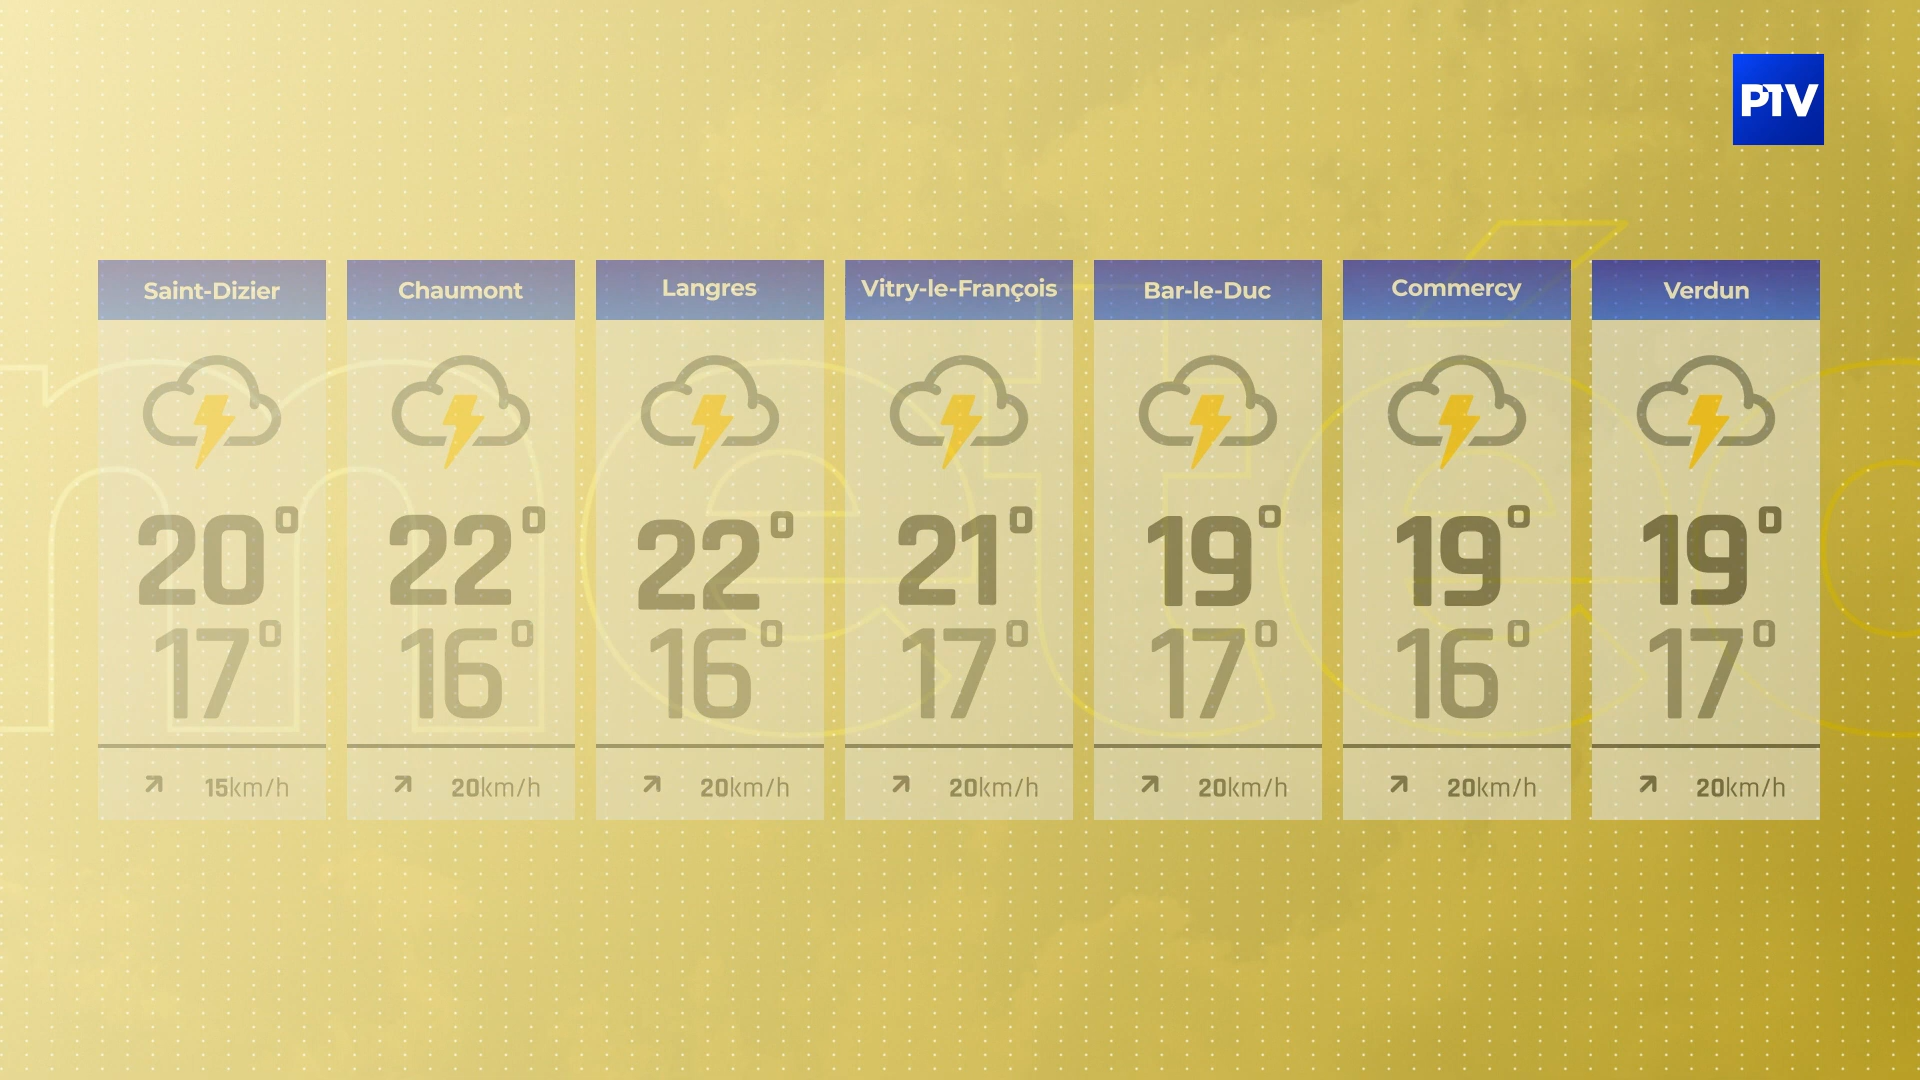 PTV
Saint-Dizier
20°
17°
15km/h
Chaumont
22°
16°
20km/h
Langres
22°
16°
20km/h
Vitry-le-François
21°
17°
20km/h
Bar-le-Duc
19°
17°
20km/h
Commercy
19°
16°
20km/h
Verdun
19°
17°
20km/h